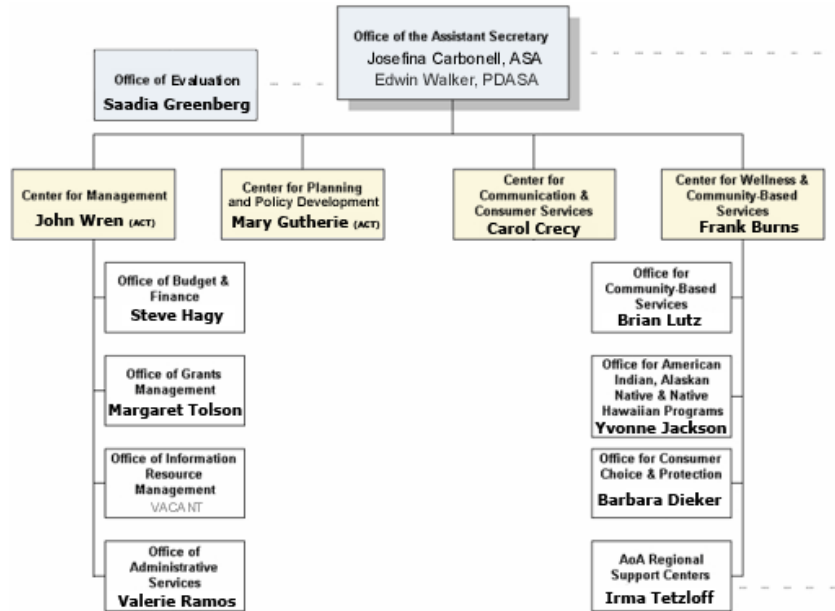 Office of the Assistant Secretary
Josefina Carbonell, ASA
Edwin Walker, PDASA
Office of Evaluation
Saadia Greenberg
Center for Management
John Wren (ACT)
Center for Planning
and Policy Development
Mary Gutherie (ACT)
Center for
Communication &
Consumer Services
Carol Crecy
Center for Wellness &
Community-Based
Services
Frank Burns
Office of Budget &
Finance
Steve Hagy
Office of Grants
Management
Margaret Tolson
Office of Information
Resource
Management
VACANT
Office of
Administrative
Services
Valerie Ramos
Office for
Community-Based
Services
Brian Lutz
Office for American
Indian, Alaskan
Native & Native
Hawaiian Programs
Yvonne Jackson
Office for Consumer
Choice & Protection
Barbara Dieker
AoA Regional
Support Centers
Irma Tetzloff